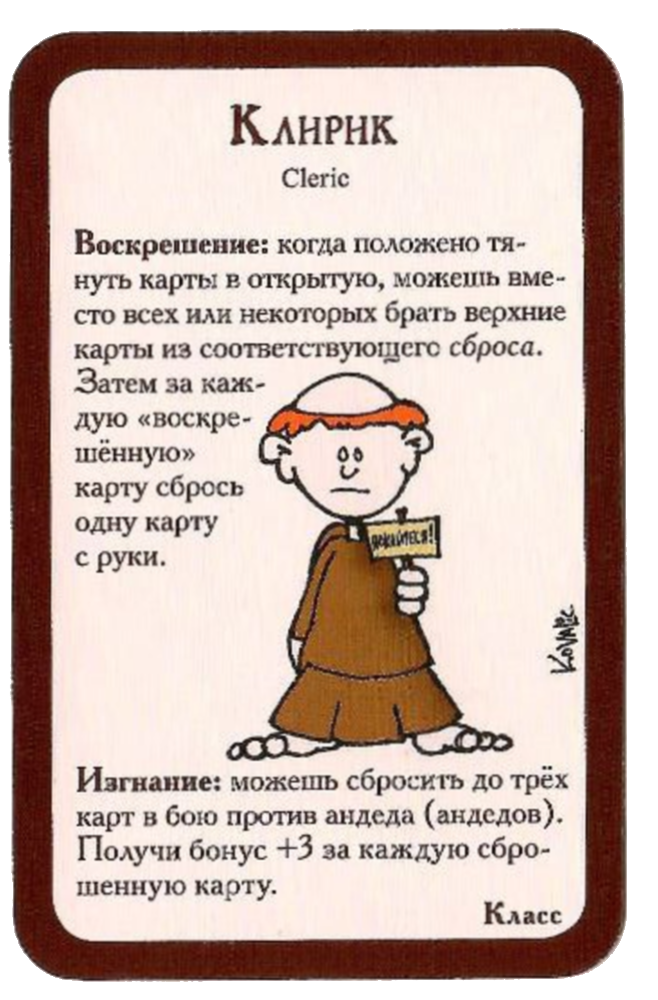 Клирик
Cleric
Воскрешение: когда положено тя-
нуть карты в открытую, можешь вме-
сто всех или некоторых брать верхние
карты из соответствующего сброса.
Затем за каж-
дую «воскре-
шённую»
карту сбрось
одну карту
с руки.
покайтеся!
Kovalic
Изгнание: можешь сбросить до трёх
карт в бою против андеда (андедов).
Получи бонус +3 за каждую сбро-
шенную карту.
Класс